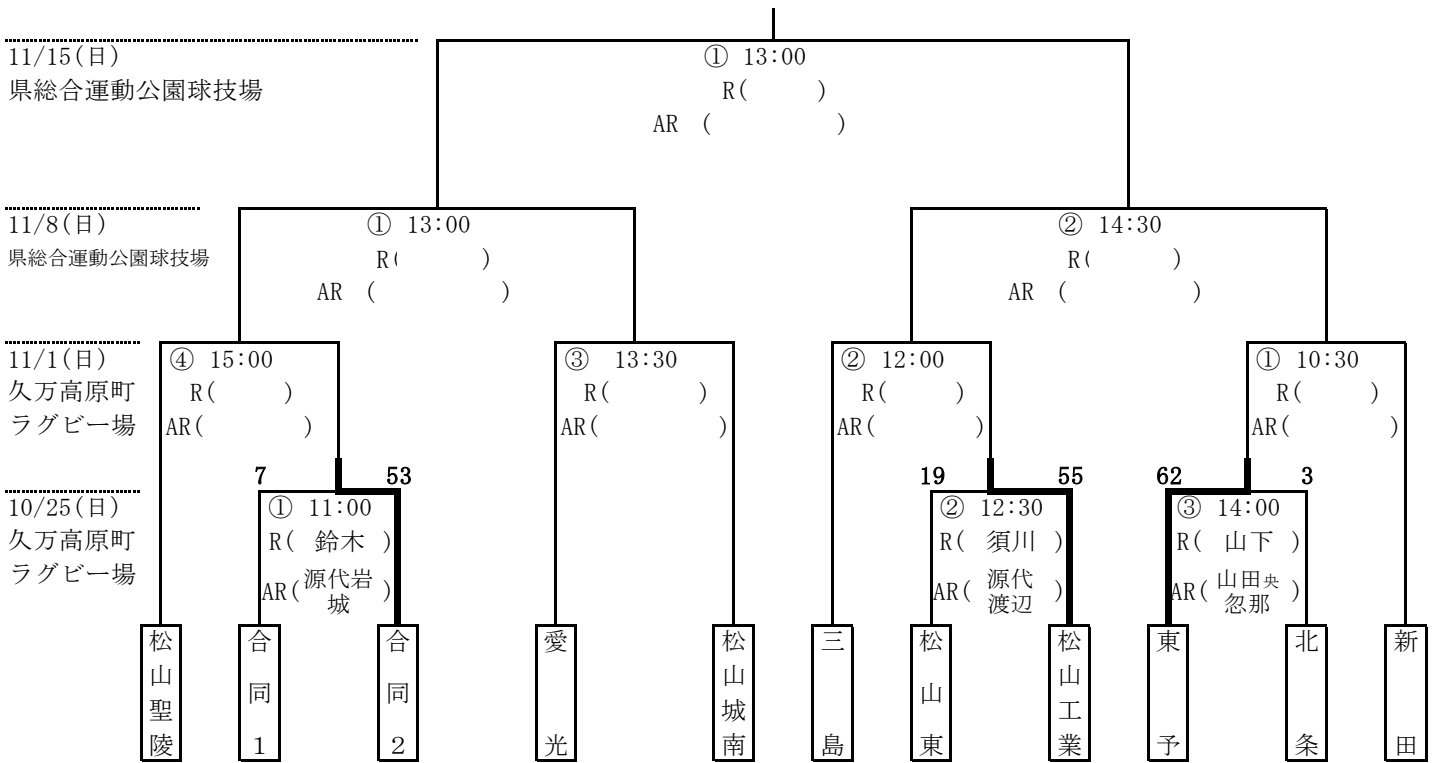 11/15(日)
県総合運動公園球技場
① 13:00
R(　　　)
AR　(　　　　　)
11/8(日)
県総合運動公園球技場
① 13:00
R(　　　)
AR　(　　　　　)
② 14:30
R(　　　)
AR　(　　　　　)
11/1(日)
久万高原町
ラグビー場
④ 15:00
R(　　　)
AR(　　　　)
③ 13:30
R(　　　)
AR(　　　　)
② 12:00
R(　　　)
AR(　　　　)
① 10:30
R(　　　)
AR(　　　　)
10/25(日)
久万高原町
ラグビー場
7　53
① 11:00
R( 鈴木 )
AR(源代岩
城)
19　55
② 12:30
R( 須川 )
AR( 源代
渡辺 )
62　3
③ 14:00
R( 山下 )
AR( 山田央
忽那 )
松山聖陵
合同1
合同2
愛光
松山城南
三島
松山東
松山工業
東予
北条
新田